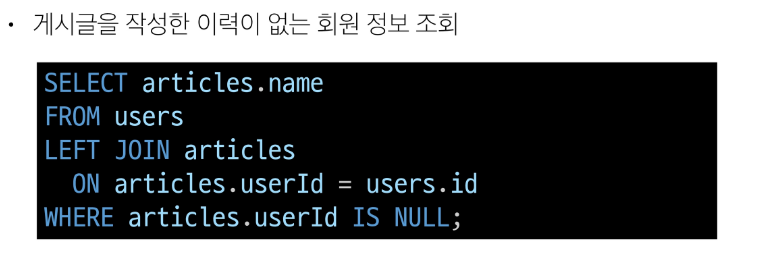 • 게시글을 작성한 이력이 없는 회원 정보 조회
SELECT articles.name
FROM users
LEFT JOIN articles
  ON articles.userId = users.id
WHERE articles.userId IS NULL;